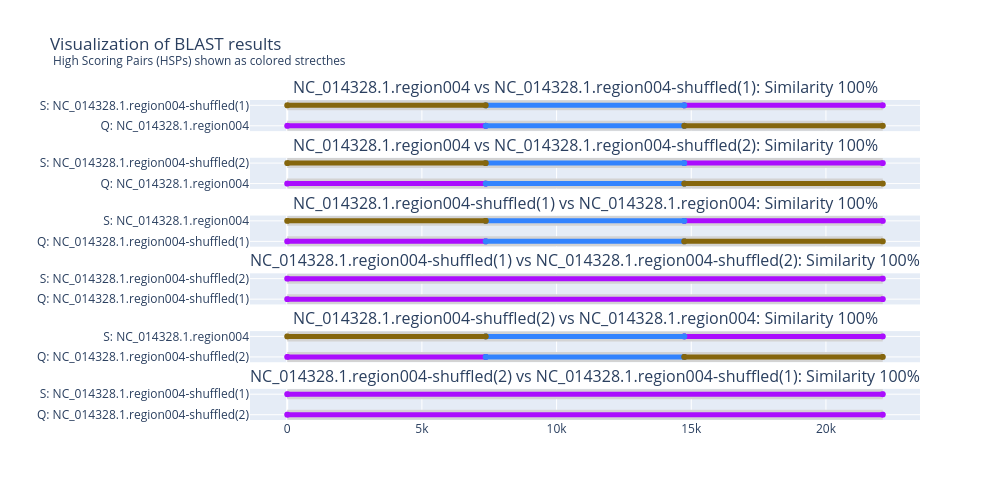 Visualization of BLAST results
High Scoring Pairs (HSPs) shown as colored strecthes
NC_014328.1.region004 vs NC_014328.1.region004-shuffled(1): Similarity 100%
S: NC_014328.1.region004-shuffled(1)
Q: NC_014328.1.region004
NC_014328.1.region004 vs NC_014328.1.region004-shuffled(2): Similarity 100%
S: NC_014328.1.region004-shuffled(2)
Q: NC_014328.1.region004
NC_014328.1.region004-shuffled(1) vs NC_014328.1.region004: Similarity 100%
S: NC_014328.1.region004
Q: NC_014328.1.region004-shuffled(1)
NC_014328.1.region004-shuffled(1) vs NC_014328.1.region004-shuffled(2): Similarity 100%
S: NC_014328.1.region004-shuffled(2)
Q: NC_014328.1.region004-shuffled(1)
NC_014328.1.region004-shuffled(2) vs NC_014328.1.region004: Similarity 100%
S: NC_014328.1.region004
Q: NC_014328.1.region004-shuffled(2)
NC_014328.1.region004-shuffled(2) vs NC_014328.1.region004-shuffled(1): Similarity 100%
S: NC_014328.1.region004-shuffled(1)
Q: NC_014328.1.region004-shuffled(2)
0 5k 10k 15k 20k